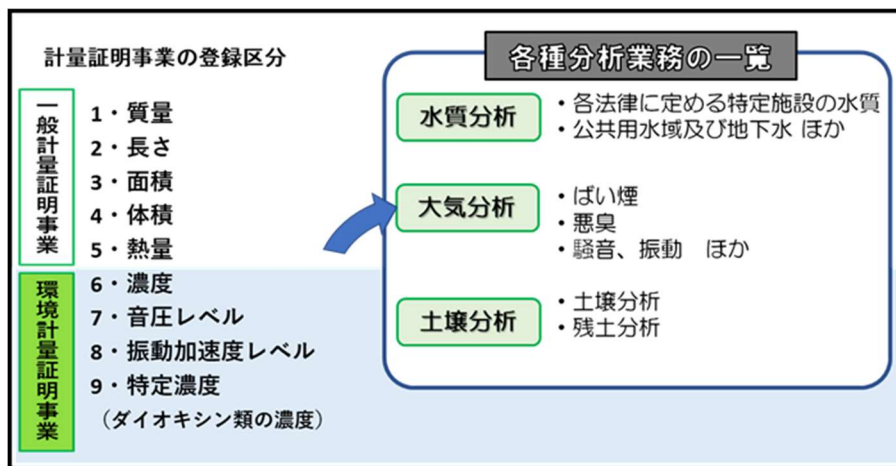 計量証明事業の登録区分
一般計量証明事業
1・質量
2・長さ
3・面積
4・体積
5・熱量
環境計量証明事業
6・濃度
7・音圧レベル
8・振動加速度レベル
9・特定濃度
（ダイオキシン類の濃度）
各種分析業務の一覧
水質分析
・各法律に定める特定施設の水質
・公共用水域及び地下水 ほか
大気分析
・ばい煙
・悪臭
・騒音、振動　ほか
土壌分析
・土壌分析
・残土分析